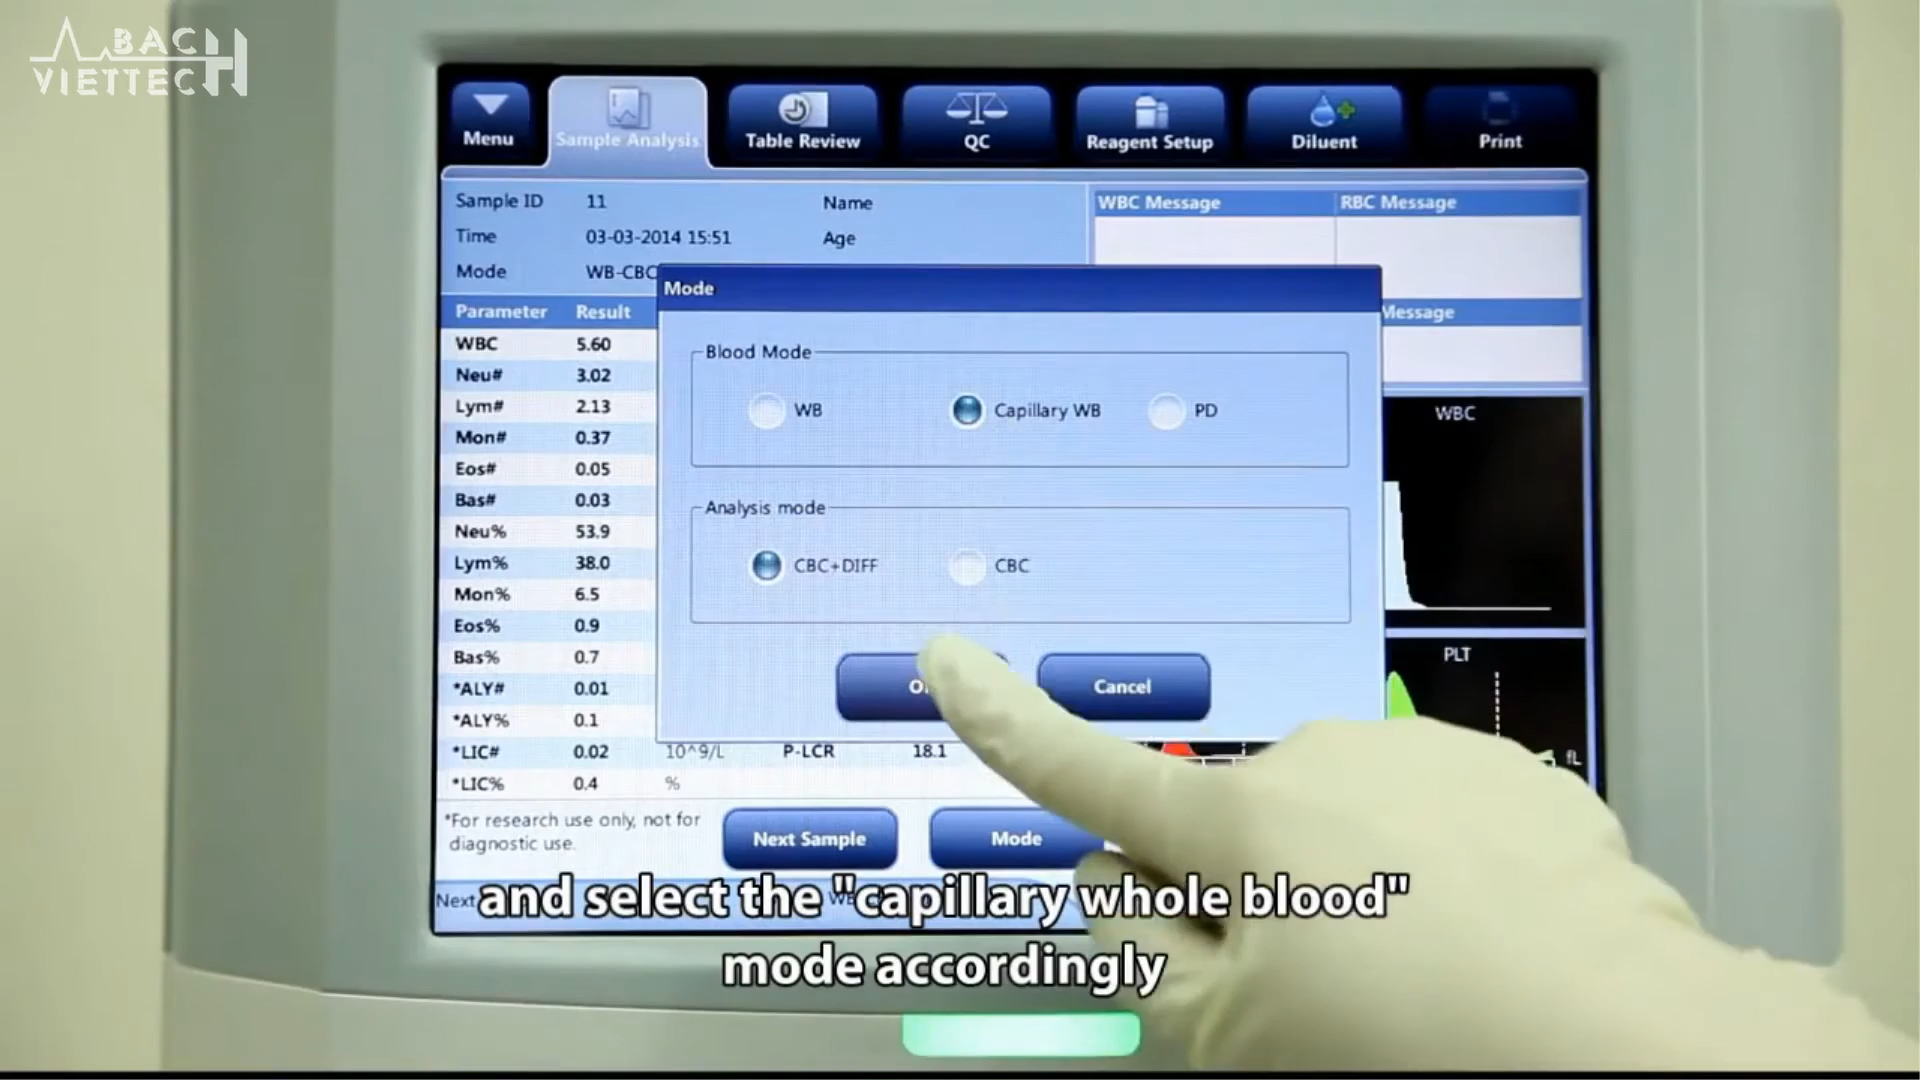 BACH
VIETTECH
Menu
Sample Analysis
Table Review
QC
Reagent Setup
Diluent
Print
Sample ID 11 Name
Time 03-03-2014 15:51 Age
Mode WB-CBC
WBC Message RBC Message
Message
Parameter Result
WBC 5.60
Neu# 3.02
Lym# 2.13
Mon# 0.37
Eos# 0.05
Bas# 0.03
Neu% 53.9
Lym% 38.0
Mon% 6.5
Eos% 0.9
Bas% 0.7
*ALY# 0.01
*ALY% 0.1
*LIC# 0.02 10^9/L P-LCR 18.1
*LIC% 0.4 %
Mode
Blood Mode
WB Capillary WB PD
Analysis mode
CBC+DIFF CBC
Cancel
WBC
PLT
fL
*For research use only, not for
diagnostic use.
Next Sample Mode
Next
and select the "capillary whole blood"
mode accordingly